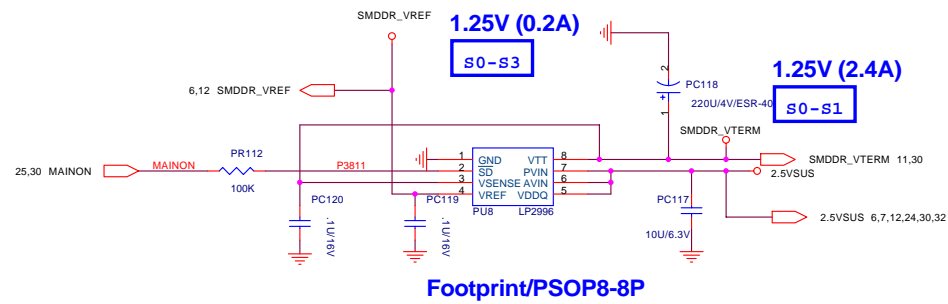 SMDDR_VREF
1.25V (0.2A)
S0-S3
6,12 SMDDR_VREF
2
PC118
+
220U/4V/ESR-40
1
1.25V (2.4A)
S0-S1
SMDDR_VTERM
25,30 MAINON
MAINON
PR112
100K
P3811
1 GND VTT 8
2 SD PVIN 7
3 VSENSE AVIN 6
4 VREF VDDQ 5
PU8 LP2996
SMDDR_VTERM 11,30
2.5VSUS
PC120
.1U/16V
PC119
.1U/16V
PC117
10U/6.3V
2.5VSUS 6,7,12,24,30,32
Footprint/PSOP8-8P